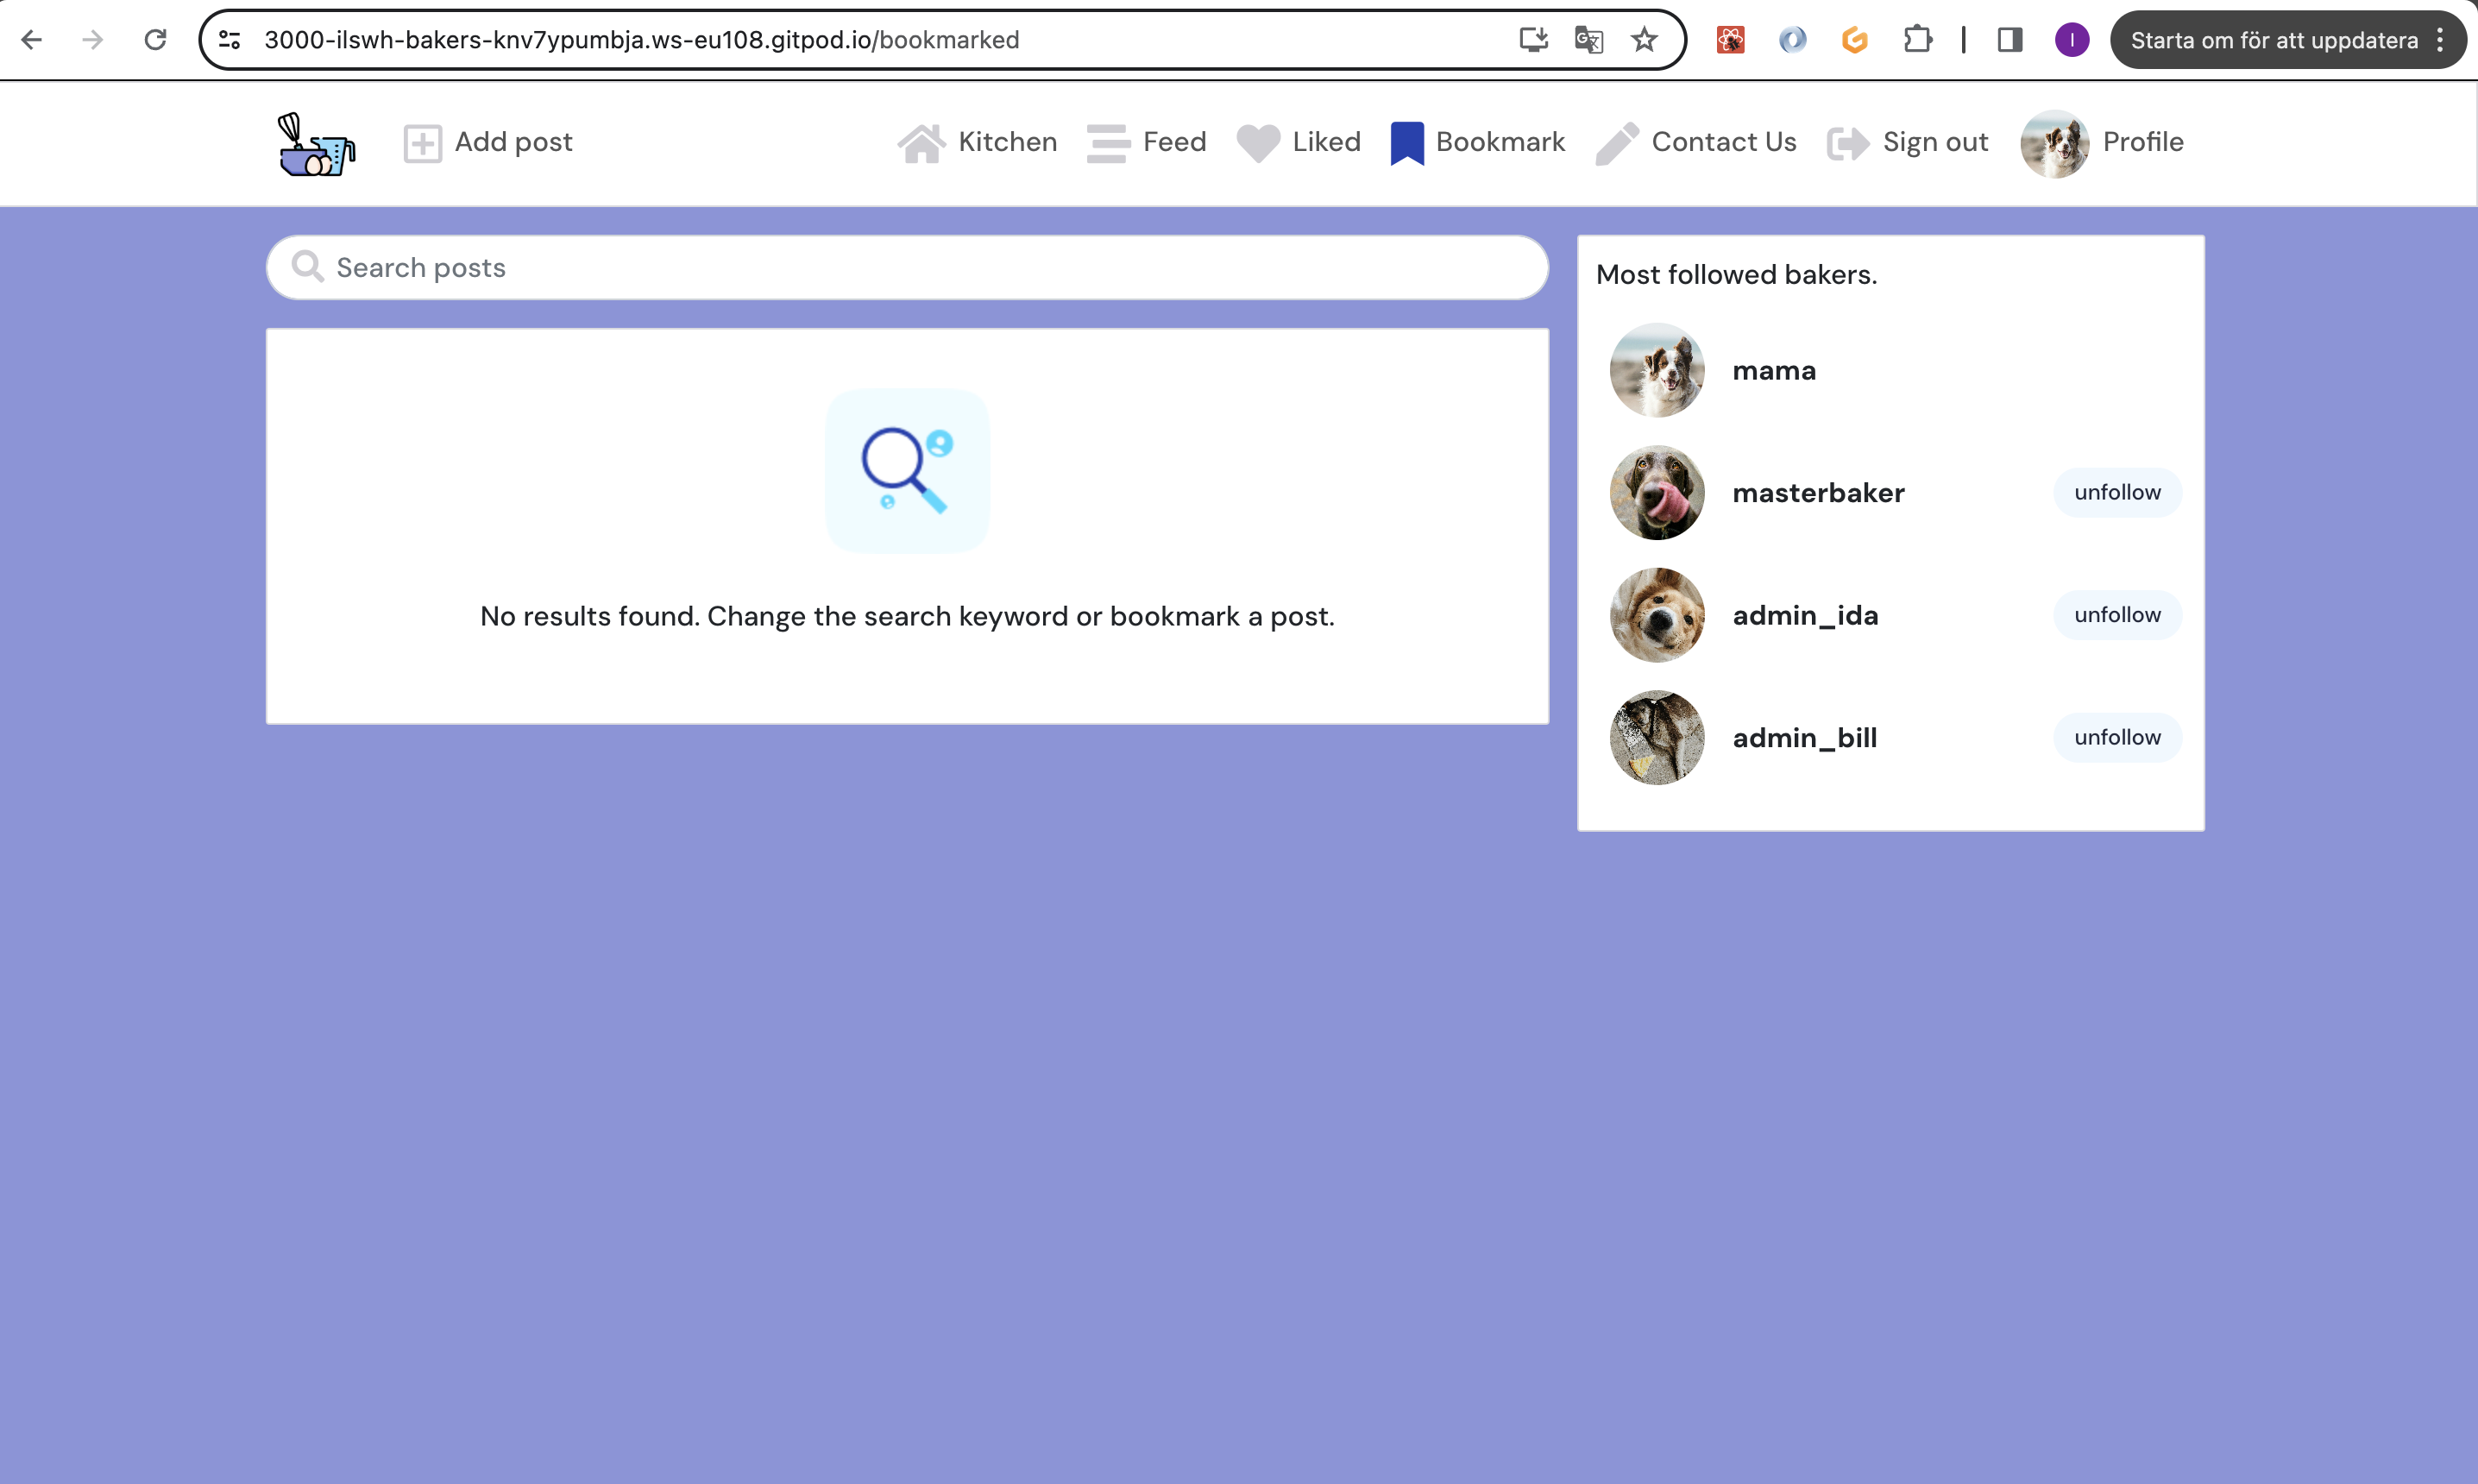 3000-ilswh-bakers-knv7ypumbja.ws-eu108.gitpod.io/bookmarked
I
Starta om för att uppdatera
Add post
Kitchen
Feed
Liked
Bookmark
Contact Us
Sign out
Profile
Search posts
No results found. Change the search keyword or bookmark a post.
Most followed bakers.
mama
masterbaker
unfollow
admin_ida
unfollow
admin_bill
unfollow